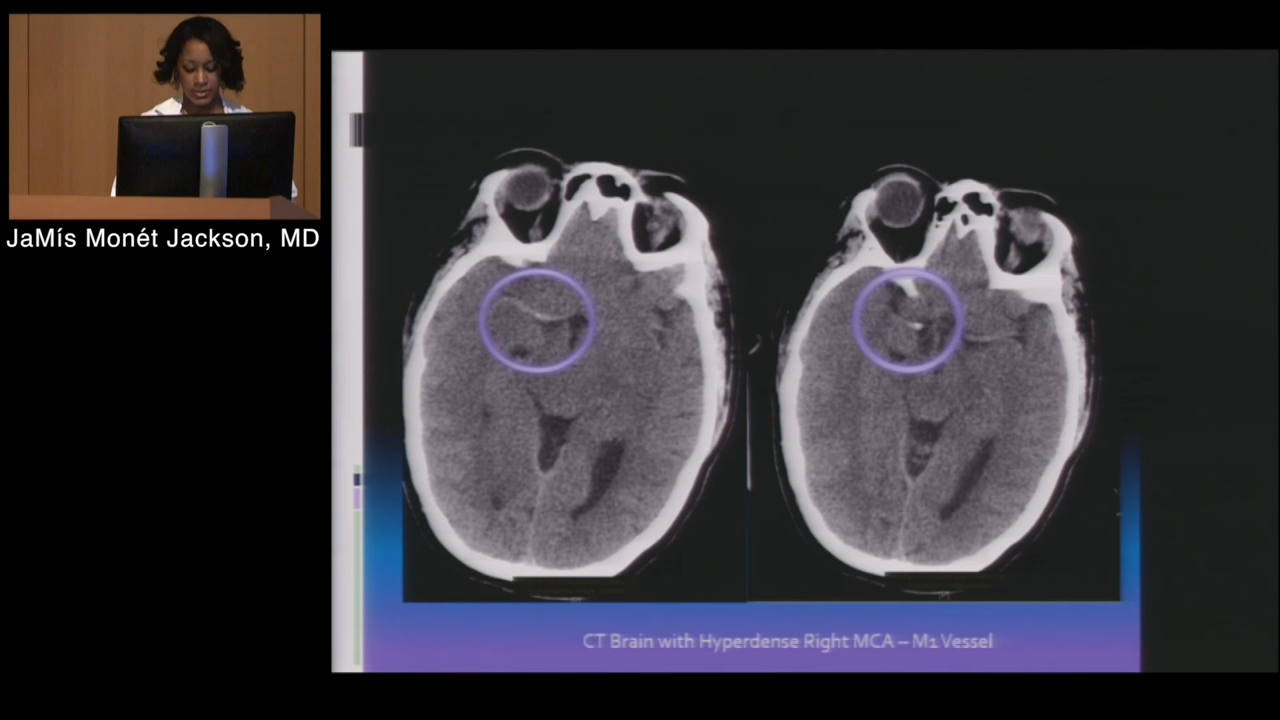 JaMís Monét Jackson, MD
CT Brain with Hyperdense Right MCA – M1 Vessel